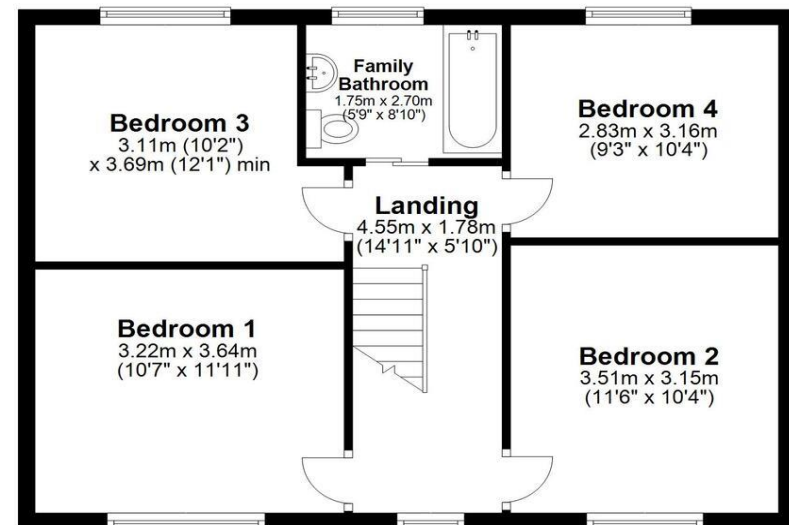 Family
Bathroom
1.75m x 2.70m
(5'9" x 8'10")
Bedroom 3
3.11m (10'2")
x 3.69m (12'1") min
Bedroom 4
2.83m x 3.16m
(9'3" x 10'4")
Landing
4.55m x 1.78m
(14'11" x 5'10")
Bedroom 1
3.22m x 3.64m
(10'7" x 11'11")
Bedroom 2
3.51m x 3.15m
(11'6" x 10'4")